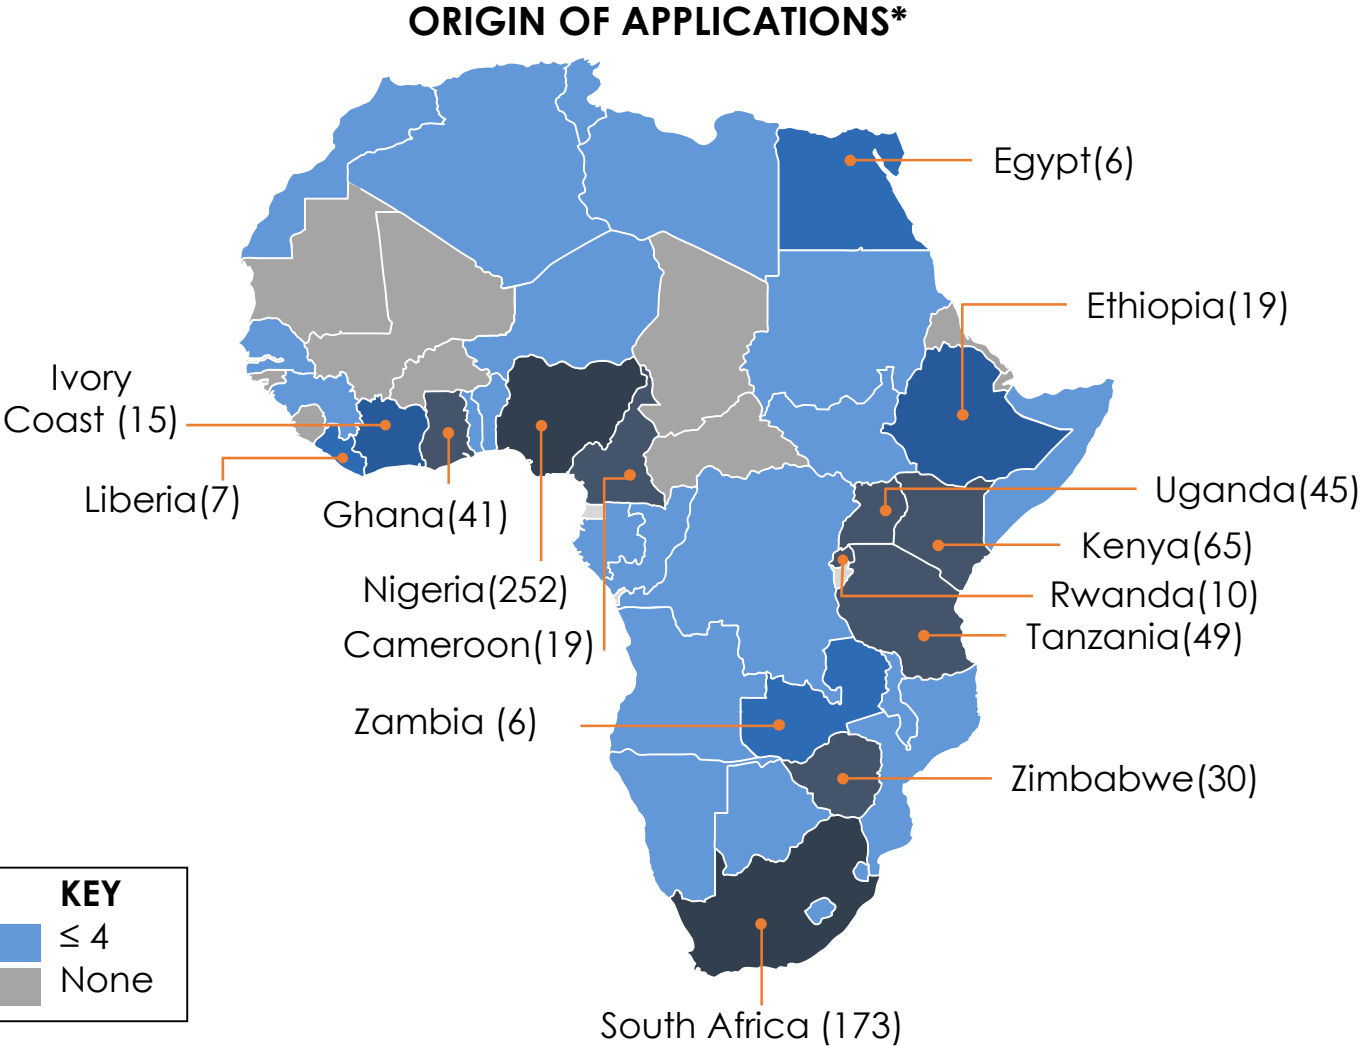 ORIGIN OF APPLICATIONS*
Egypt(6)
Ethiopia(19)
Ivory
Coast (15)
Liberia(7)
Ghana(41)
Uganda(45)
Kenya(65)
Nigeria(252)
Rwanda(10)
Cameroon(19)
Tanzania(49)
Zambia (6)
Zimbabwe(30)
KEY
≤ 4
None
South Africa (173)